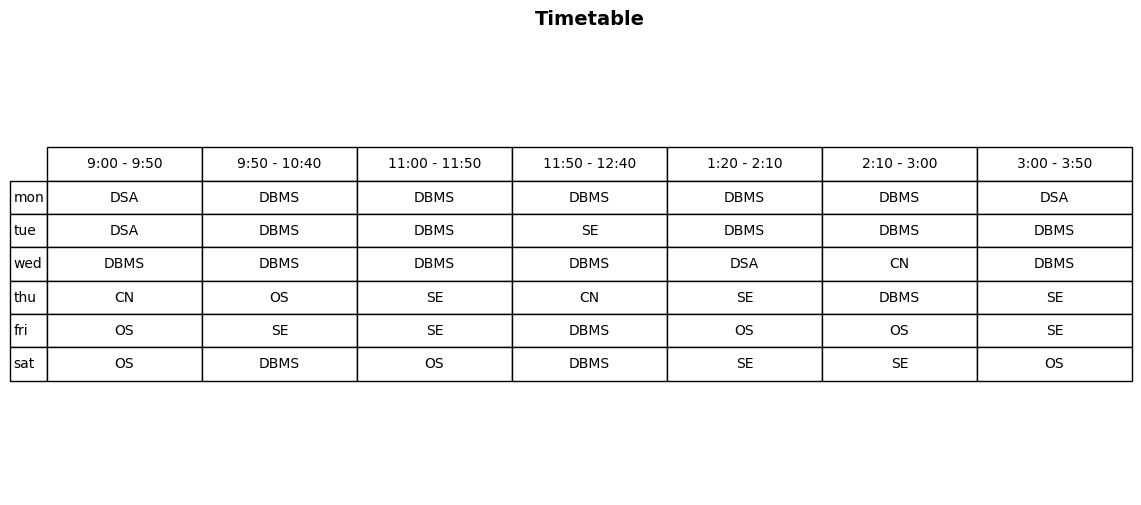 Timetable
9:00 - 9:50 9:50 - 10:40 11:00 - 11:50 11:50 - 12:40 1:20 - 2:10 2:10 - 3:00 3:00 - 3:50
mon DSA DBMS DBMS DBMS DBMS DBMS DSA
tue DSA DBMS DBMS SE DBMS DBMS DBMS
wed DBMS DBMS DBMS DBMS DSA CN DBMS
thu CN OS SE CN SE DBMS SE
fri OS SE SE DBMS OS OS SE
sat OS DBMS OS DBMS SE SE OS